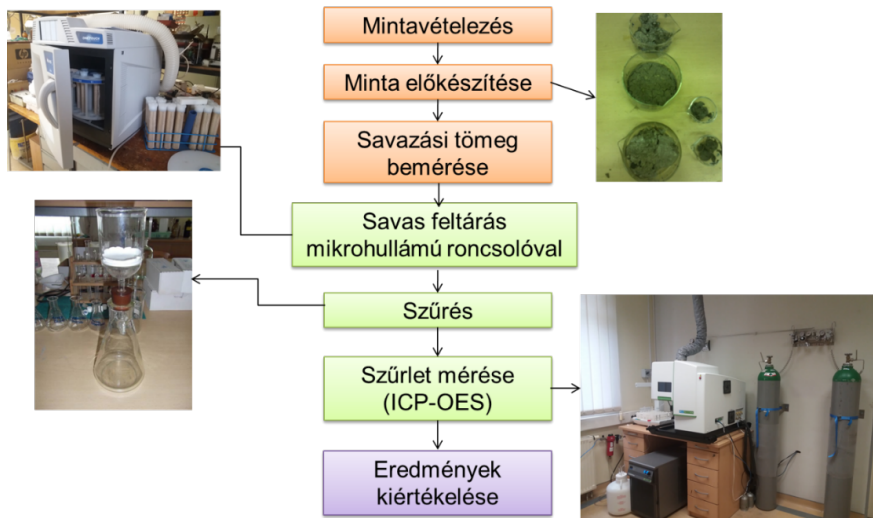 Mintavételezés
Minta előkészítése
Savazási tömeg
bemérése
Savas feltárás
mikrohullámú roncsolóval
Szűrés
Szűrlet mérése
(ICP-OES)
Eredmények
kiértékelése